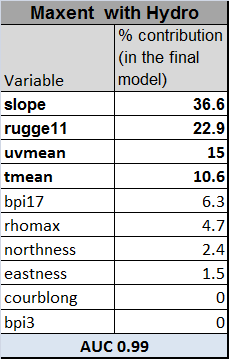 Maxent with Hydro
Variable % contribution (in the final model)
slope 36.6
rugge11 22.9
uvmean 15
tmean 10.6
bpi17 6.3
rhomax 4.7
northness 2.4
eastness 1.5
courblong 0
bpi3 0
AUC 0.99